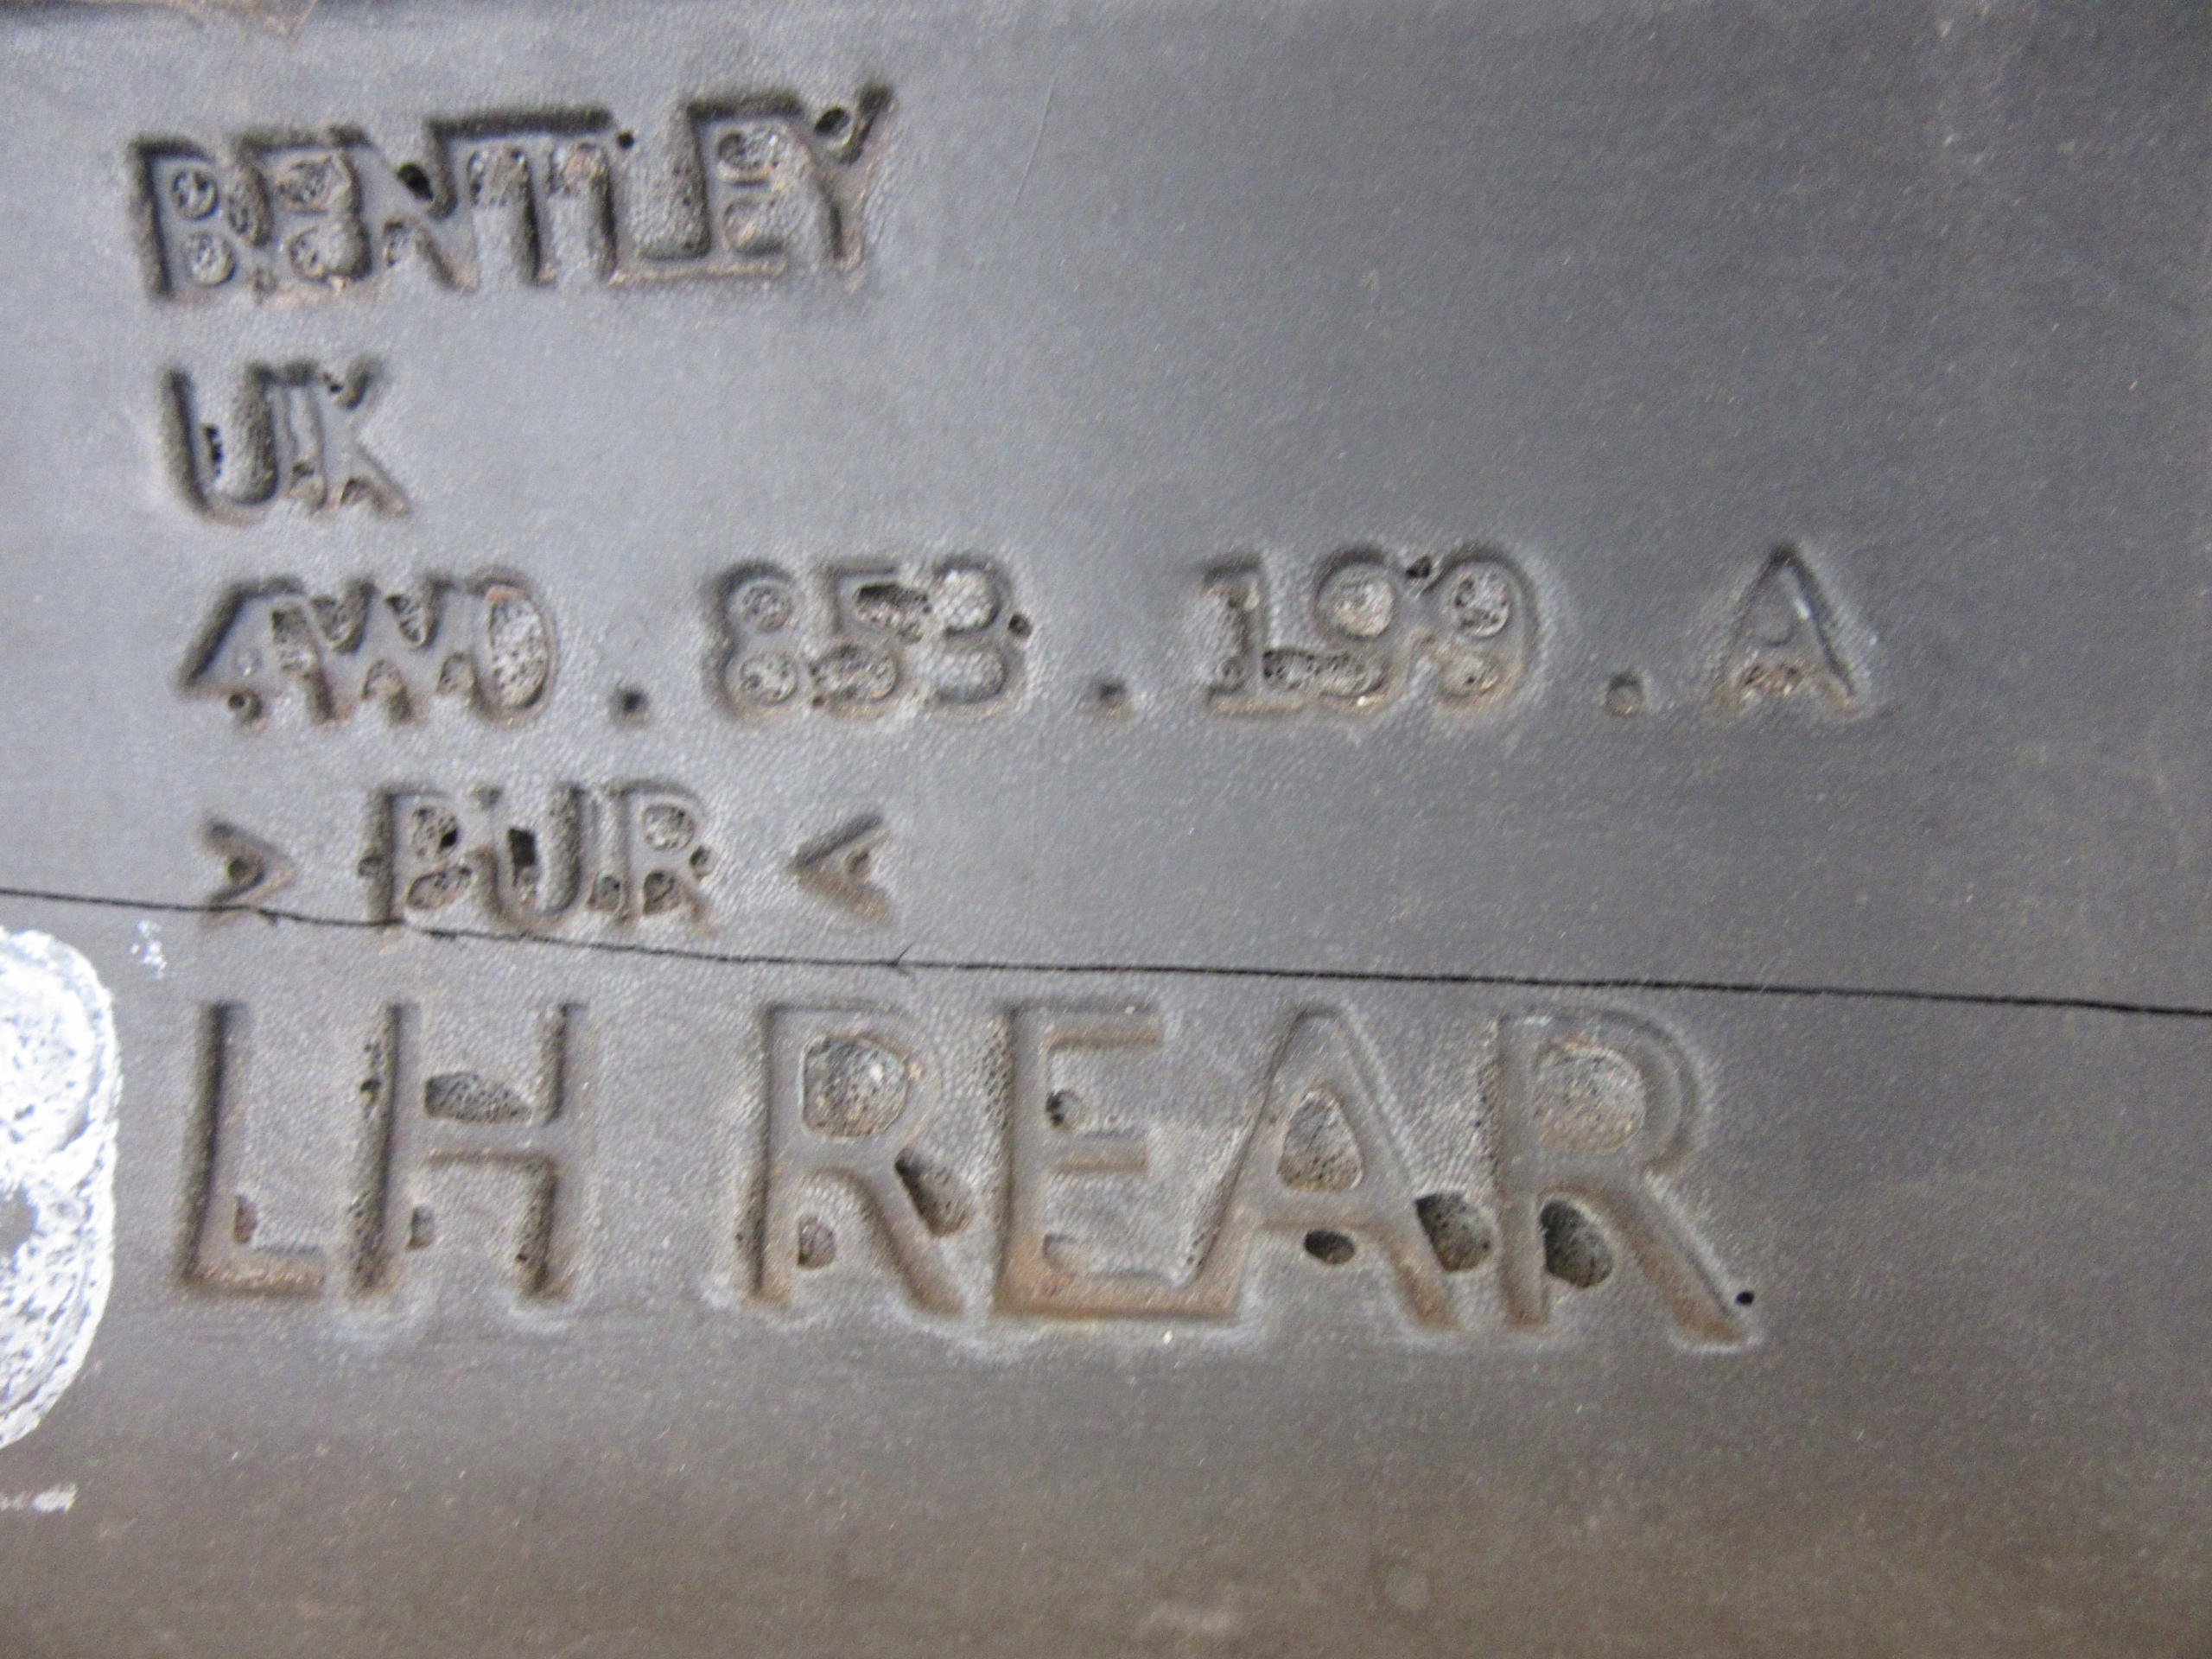 BENTLEY
UK
4W0.853.199.A
>PUR<
LH REAR